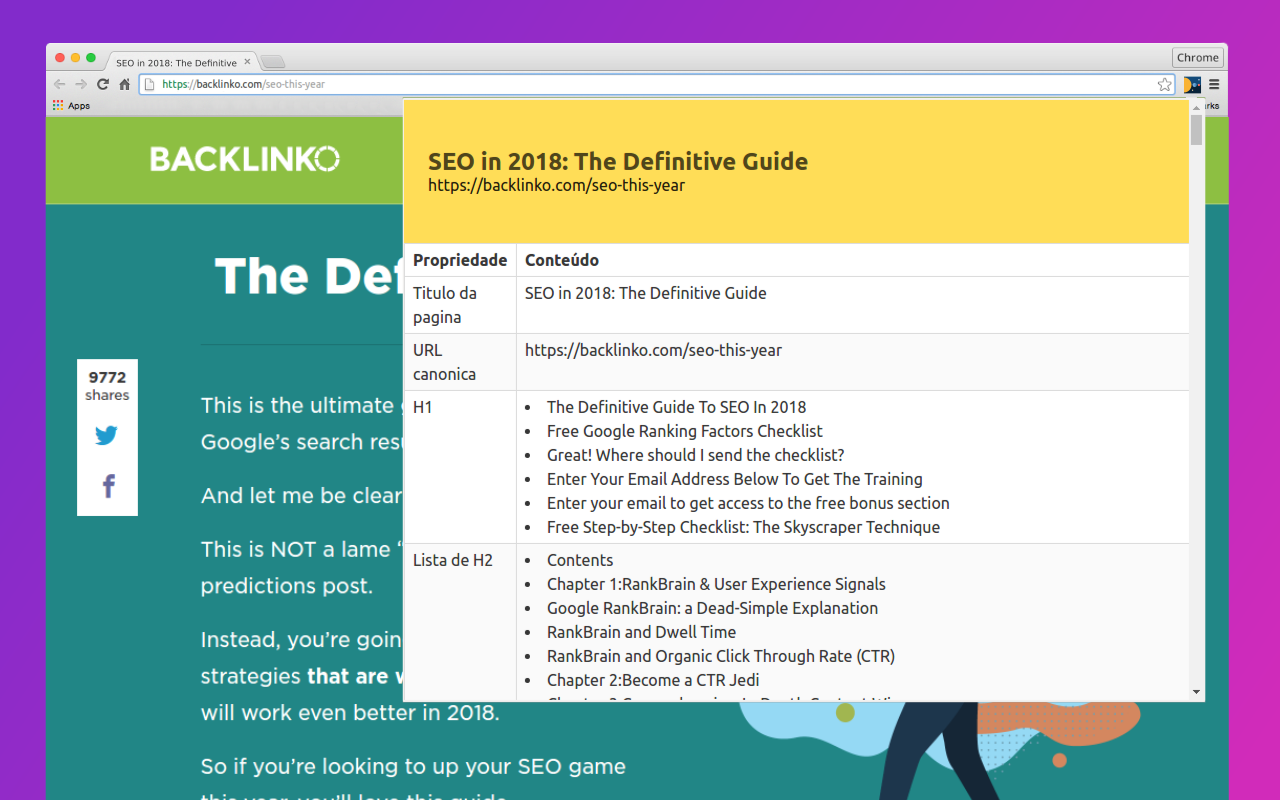 SEO in 2018: The Definitive
Chrome
https://backlinko.com/seo-this-year
Apps
rks
BACKLINKO
SEO in 2018: The Definitive Guide
https://backlinko.com/seo-this-year
Propriedade Conteúdo
Titulo da pagina SEO in 2018: The Definitive Guide
URL canonica https://backlinko.com/seo-this-year
H1
• The Definitive Guide To SEO In 2018
• Free Google Ranking Factors Checklist
• Great! Where should I send the checklist?
• Enter Your Email Address Below To Get The Training
• Enter your email to get access to the free bonus section
• Free Step-by-Step Checklist: The Skyscraper Technique
Lista de H2
• Contents
• Chapter 1:RankBrain & User Experience Signals
• Google RankBrain: a Dead-Simple Explanation
• RankBrain and Dwell Time
• RankBrain and Organic Click Through Rate (CTR)
• Chapter 2:Become a CTR Jedi
The Def
9772
shares
This is the ultimate
Google’s search resu
And let me be clear
This is NOT a lame “
predictions post.
Instead, you’re goin
strategies that are w
will work even better in 2018.
So if you’re looking to up your SEO game
this year, you’ll love this guide.